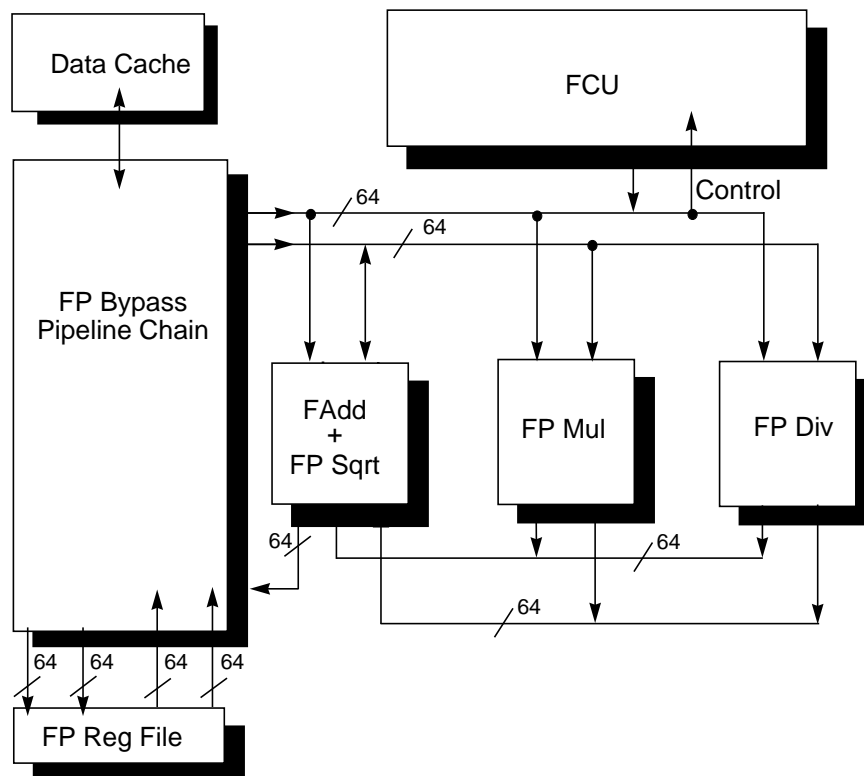 Data Cache
FCU
Control
64
64
FP Bypass
Pipeline Chain
FAdd
+
FP Sqrt
FP Mul
FP Div
64
64
64
64
64
64
64
FP Reg File